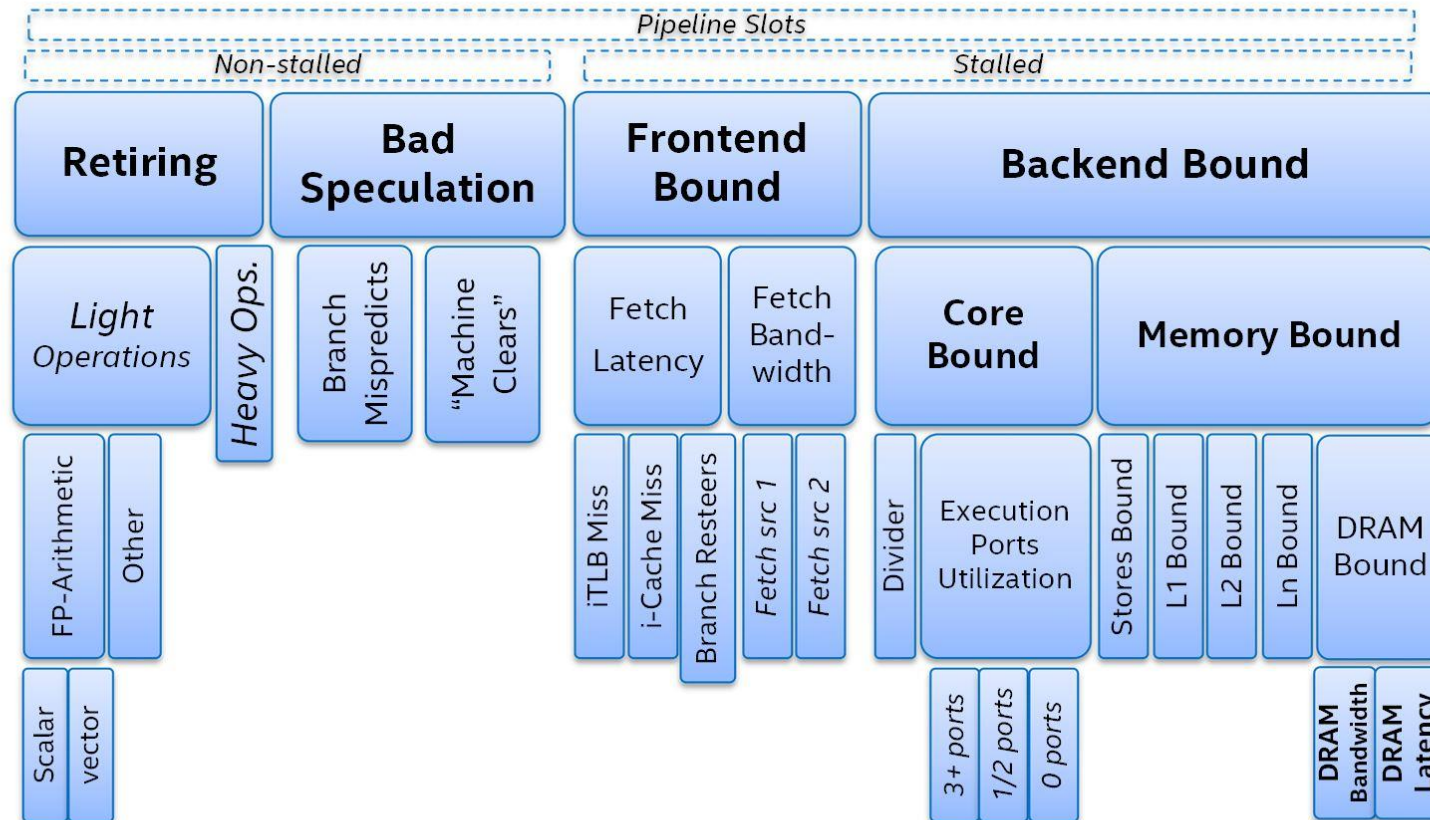 Pipeline Slots
Non-stalled
Stalled
Retiring
Bad
Speculation
Frontend
Bound
Backend Bound
Light
Operations
Heavy Ops.
Branch
Mispredicts
“Machine
Clears”
Fetch
Latency
Fetch
Band-
width
Core
Bound
Memory Bound
FP-Arithmetic
Other
iTLB Miss
i-Cache Miss
Branch Resteers
Fetch src 1
Fetch src 2
Divider
Execution
Ports
Utilization
Stores Bound
L1 Bound
L2 Bound
Ln Bound
DRAM
Bound
Scalar
vector
3+ ports
1/2 ports
0 ports
DRAM
Bandwidth
DRAM
Latency